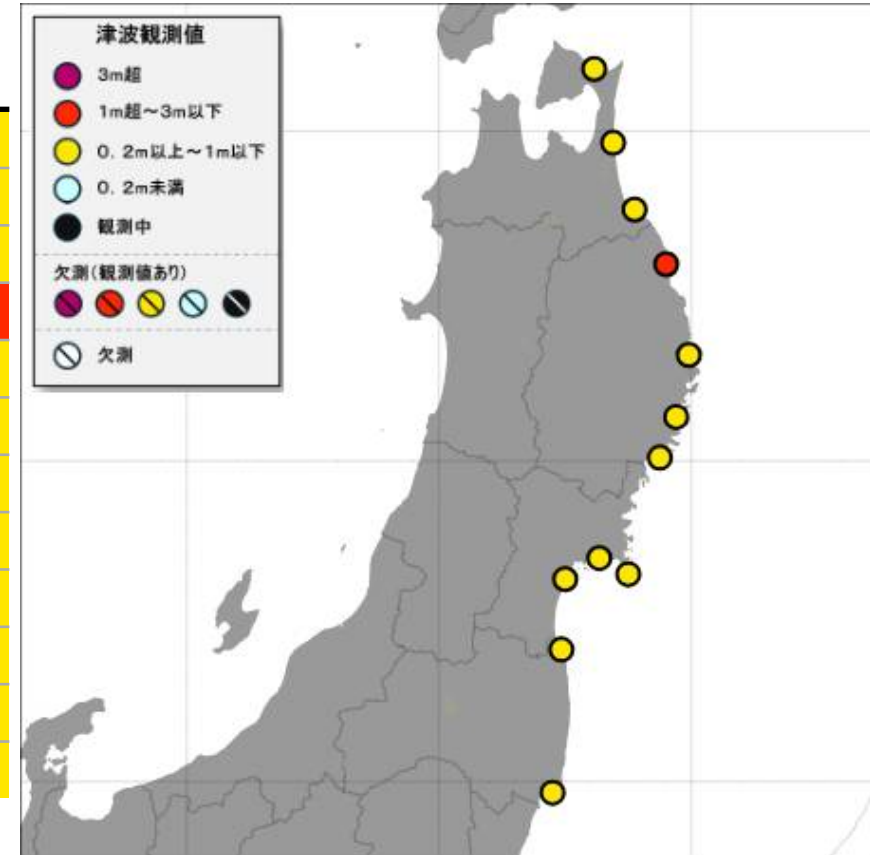 津波観測値
3m超
1m超～3m以下
0. 2m以上～1m以下
0. 2m未満
観測中
欠測（観測値あり）
欠測